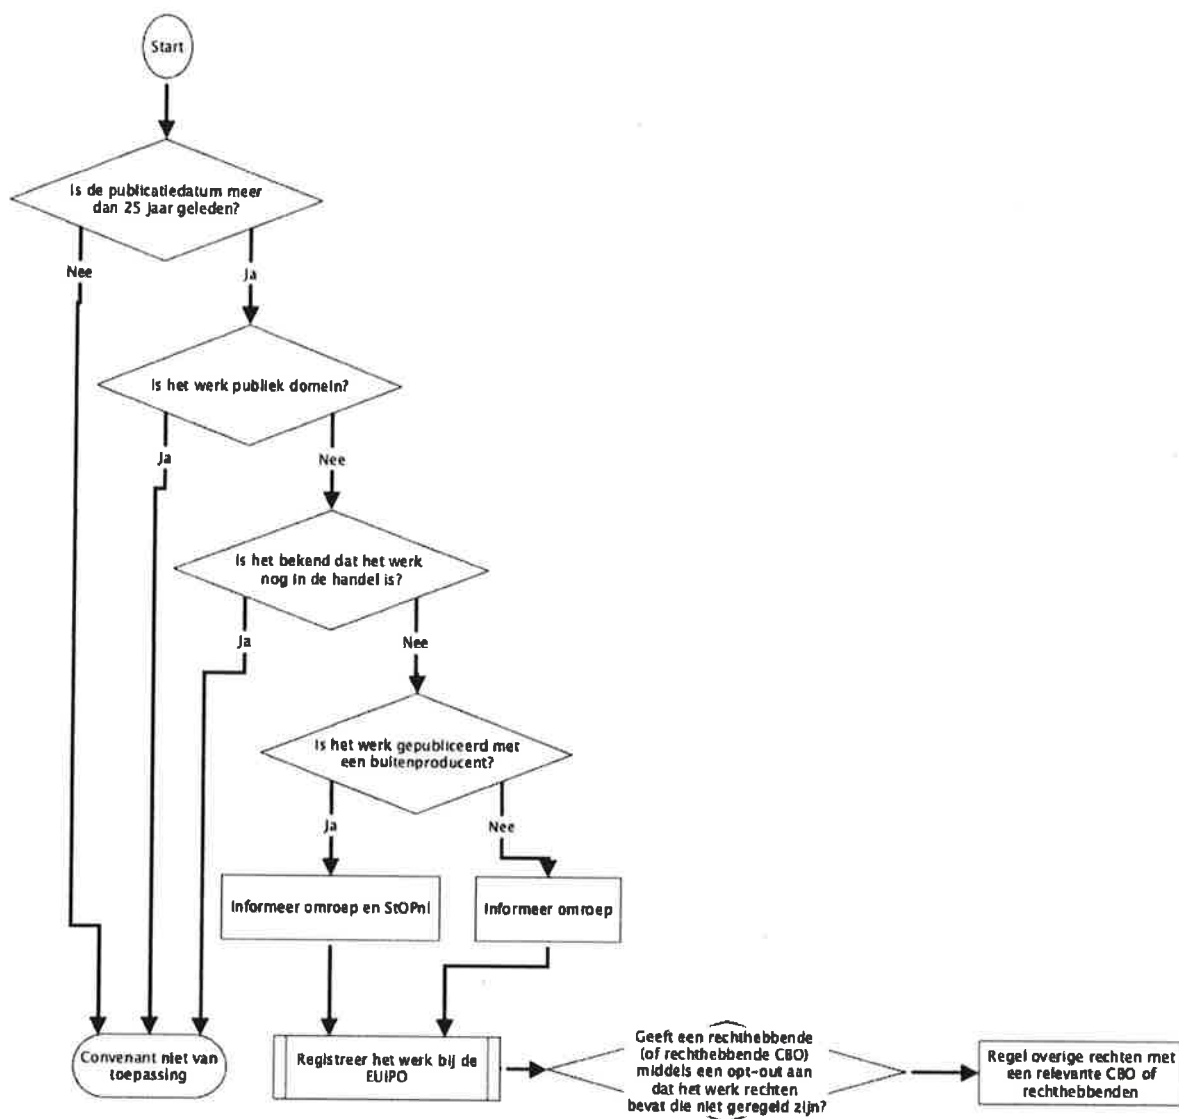 Start
Is de publicatiedatum meer
dan 25 jaar geleden?
Nee
Ja
Is het werk publiek domein?
Ja
Nee
Is het bekend dat het werk
nog in de handel is?
Ja
Nee
Is het werk gepubliceerd met
een buitenproducent?
Ja
Nee
Informeer omroep en StOPnl
Informeer omroep
Convenant niet van
toepassing
Registreer het werk bij de
EUIPO
Geeft een rechthebbende
(of rechthebbende CBO)
middels een opt-out aan
dat het werk rechten
bevat die niet geregeld zijn?
Regel overige rechten met
een relevante CBO of
rechthebbenden